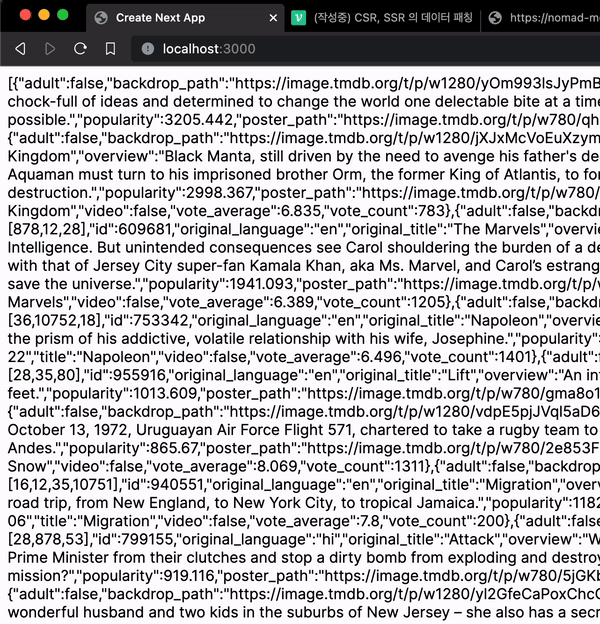 Create Next App
(작성중) CSR, SSR 의 데이터 패칭
https://nomad-m
localhost:3000
[{"adult":false,"backdrop_path":"https://image.tmdb.org/t/p/w1280/yOm993lsJyPmB
chock-full of ideas and determined to change the world one delectable bite at a time
possible.","popularity":3205.442,"poster_path":"https://image.tmdb.org/t/p/w780/qh
{"adult":false,"backdrop_path":"https://image.tmdb.org/t/p/w1280/jXJxMcVoEuXzym
Kingdom","overview":"Black Manta, still driven by the need to avenge his father's de
Aquaman must turn to his imprisoned brother Orm, the former King of Atlantis, to for
destruction.","popularity":2998.367,"poster_path":"https://image.tmdb.org/t/p/w780/
Kingdom","video":false,"vote_average":6.835,"vote_count":783},{"adult":false,"backd
[878,12,28],"id":609681,"original_language":"en","original_title":"The Marvels","overvie
Intelligence. But unintended consequences see Carol shouldering the burden of a de
with that of Jersey City super-fan Kamala Khan, aka Ms. Marvel, and Carol’s estrang
save the universe.","popularity":1941.093,"poster_path":"https://image.tmdb.org/t/p/w
Marvels","video":false,"vote_average":6.389,"vote_count":1205},{"adult":false,"backd
[36,10752,18],"id":753342,"original_language":"en","original_title":"Napoleon","overvie
the prism of his addictive, volatile relationship with his wife, Josephine.","popularity":
22","title":"Napoleon","video":false,"vote_average":6.496,"vote_count":1401},{"adult":f
[28,35,80],"id":955916,"original_language":"en","original_title":"Lift","overview":"An int
feet.","popularity":1013.609,"poster_path":"https://image.tmdb.org/t/p/w780/gma8o1
{"adult":false,"backdrop_path":"https://image.tmdb.org/t/p/w1280/vdpE5pjJVql5aD6
October 13, 1972, Uruguayan Air Force Flight 571, chartered to take a rugby team to
Andes.","popularity":865.67,"poster_path":"https://image.tmdb.org/t/p/w780/2e853F
Snow","video":false,"vote_average":8.069,"vote_count":1311},{"adult":false,"backdrop
[16,12,35,10751],"id":940551,"original_language":"en","original_title":"Migration","over
road trip, from New England, to New York City, to tropical Jamaica.","popularity":1182
06","title":"Migration","video":false,"vote_average":7.8,"vote_count":200},{"adult":false
[28,878,53],"id":799155,"original_language":"hi","original_title":"Attack","overview":"W
Prime Minister from their clutches and stop a dirty bomb from exploding and destroy
mission?","popularity":919.116,"poster_path":"https://image.tmdb.org/t/p/w780/5jGKb
{"adult":false,"backdrop_path":"https://image.tmdb.org/t/p/w1280/yl2GfeCaPoxChcG
wonderful husband and two kids in the suburbs of New Jersey – she also has a secr